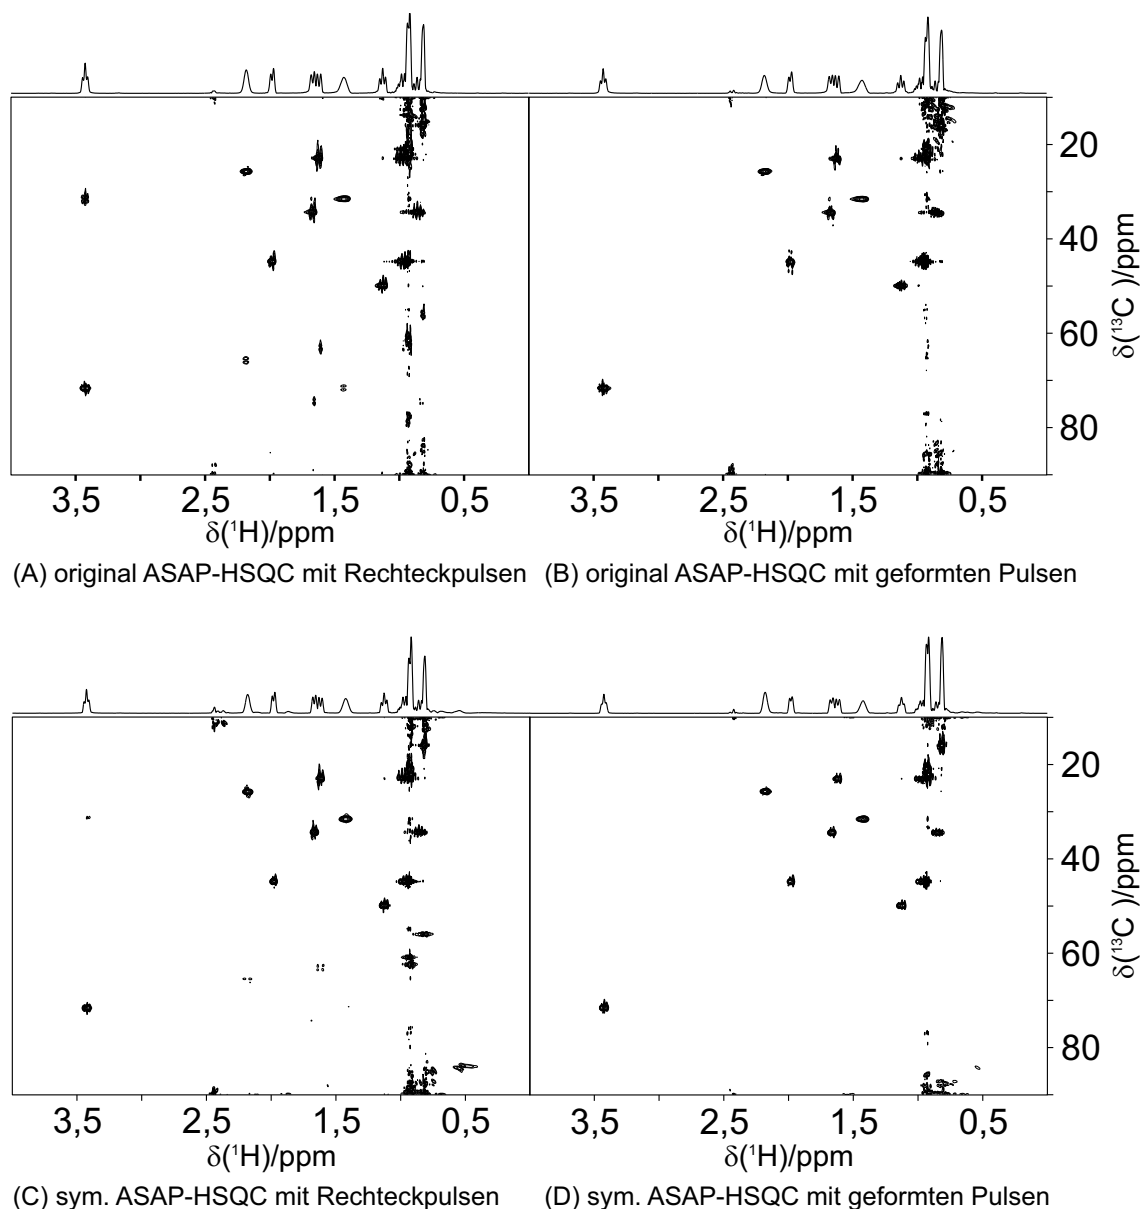 20
40
60
80
δ(¹³C )/ppm
3,5 2,5 1,5 0,5 3,5 2,5 1,5 0,5
δ(¹H)/ppm δ(¹H)/ppm
(A) original ASAP-HSQC mit Rechteckpulsen (B) original ASAP-HSQC mit geformten Pulsen
20
40
60
80
δ(¹³C )/ppm
3,5 2,5 1,5 0,5 3,5 2,5 1,5 0,5
δ(¹H)/ppm δ(¹H)/ppm
(C) sym. ASAP-HSQC mit Rechteckpulsen (D) sym. ASAP-HSQC mit geformten Pulsen